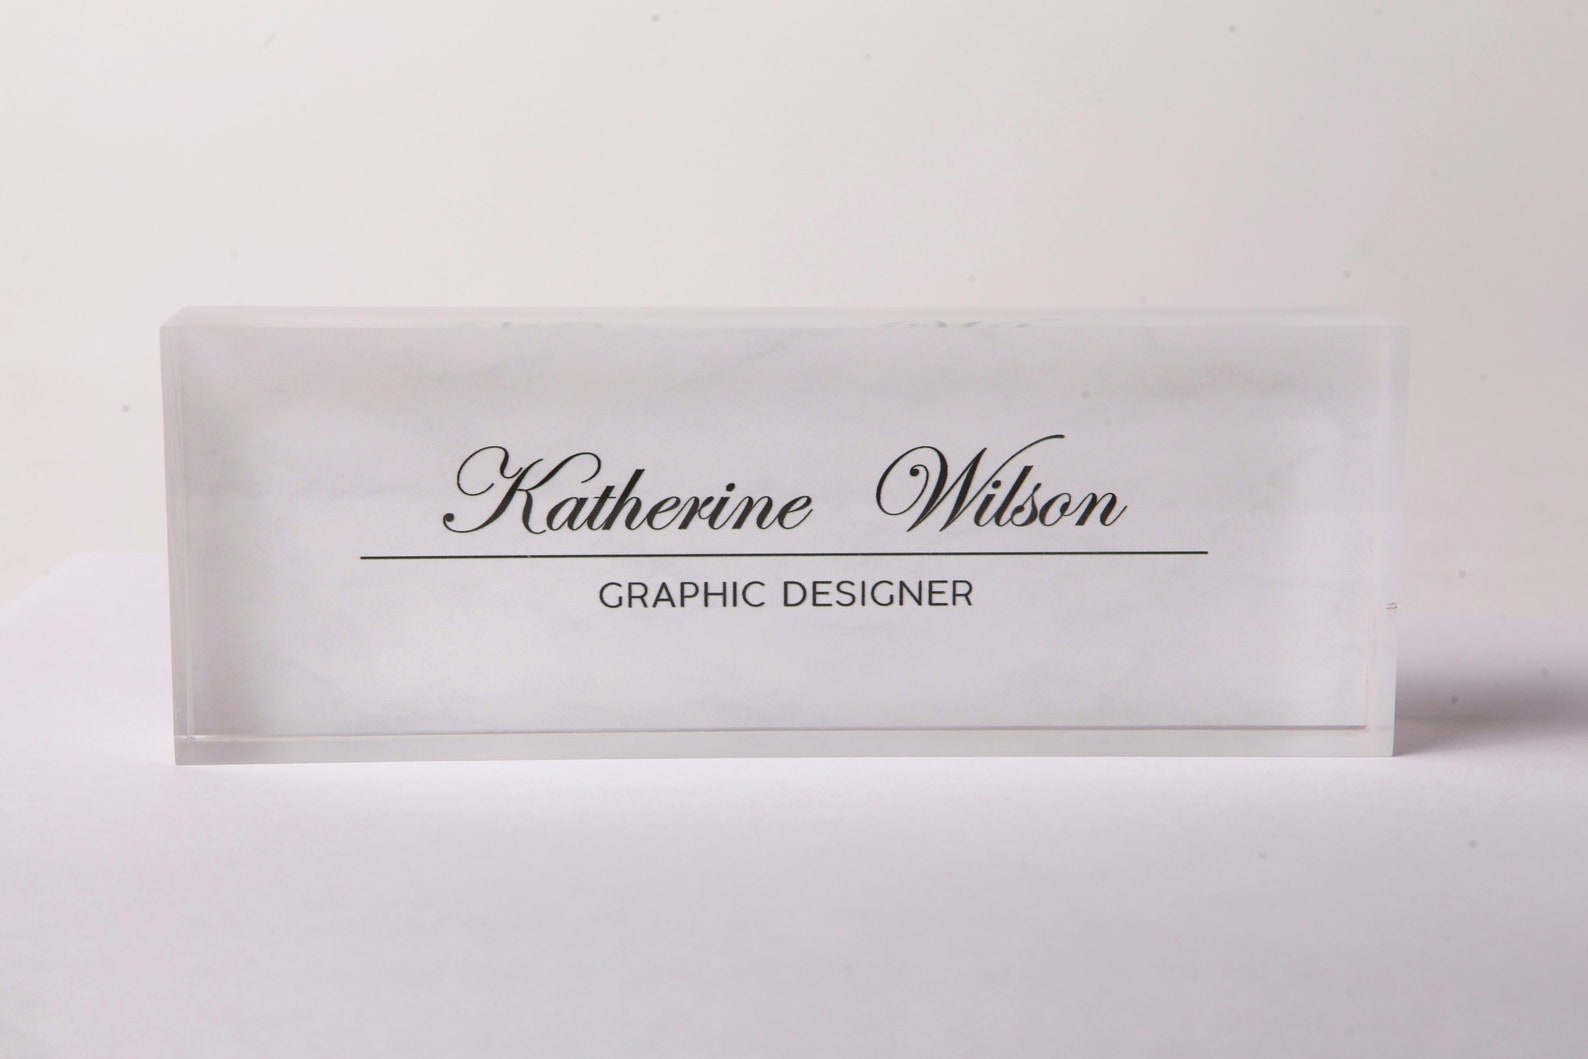 Katherine Wilson
GRAPHIC DESIGNER